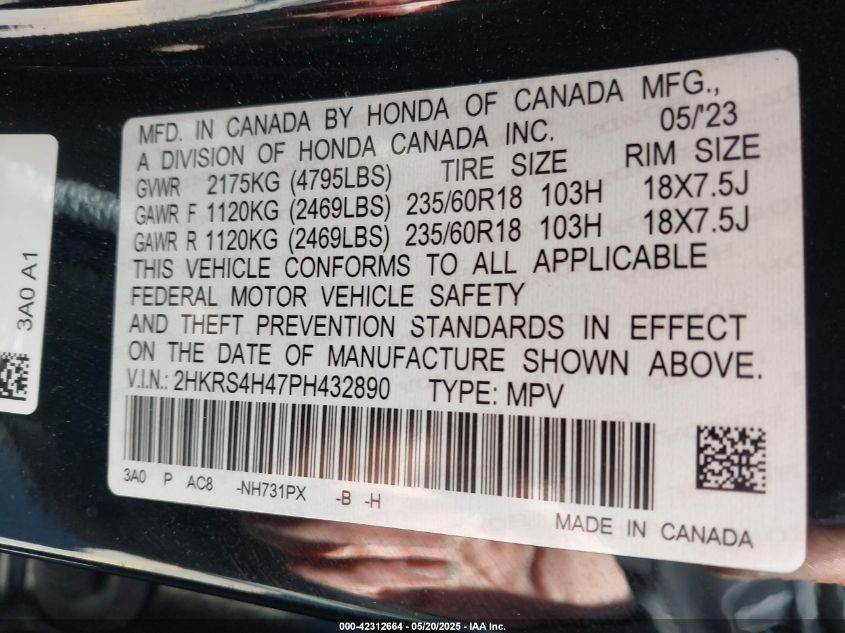 MFD. IN CANADA BY HONDA OF CANADA MFG.,
A DIVISION OF HONDA CANADA INC. 05/'23
GVWR 2175KG (4795LBS) TIRE SIZE RIM SIZE
GAWR F 1120KG (2469LBS) 235/60R18 103H 18X7.5J
GAWR R 1120KG (2469LBS) 235/60R18 103H 18X7.5J
THIS VEHICLE CONFORMS TO ALL APPLICABLE
FEDERAL MOTOR VEHICLE SAFETY
AND THEFT PREVENTION STANDARDS IN EFFECT
ON THE DATE OF MANUFACTURE SHOWN ABOVE.
V.I.N.: 2HKRS4H47PH432890 TYPE: MPV
3A0 P AC8 -NH731PX -B -H
MADE IN CANADA
3A0 A1
000-42312664 — 05/20/2025 — IAA Inc.